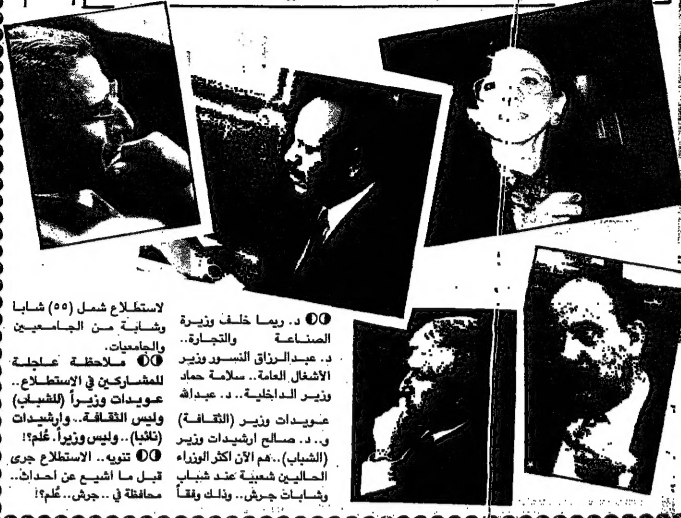 ◐◐ د. ريما خلف وزيرة
الصناعة والتجارة..
د. عبدالرزاق النسور وزير
الأشغال العامة.. سلامة حماد
وزير الداخلية.. د. عبدالله
عويدات وزير (الثقافة)
و.. د. صالح ارشيدات وزير
(الشباب).. هم الآن اكثر الوزراء
الحاليين شعبية عند شباب
وشابات جرش.. وذلك وفقاً
لاستطلاع شمل (٥٥) شابا
وشابة من الجامعيين
والجامعيات.
◐◐ ملاحظة عاجلة
للمشاركين في الاستطلاع..
عويدات وزيراً (للشباب)
وليس الثقافة.. وارشيدات
(نائبا).. وليس وزيراً. عُلم؟!
◐◐ تنويه.. الاستطلاع جرى
قبل ما أشيع عن احداث..
محافظة في.. جرش.. عُلم؟!